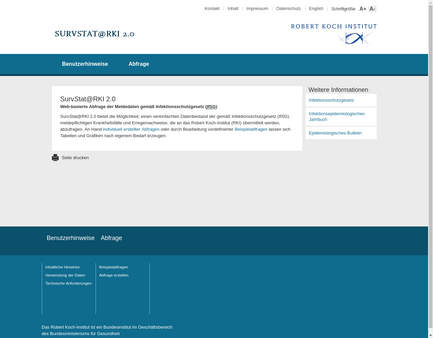 Kontakt Inhalt Impressum Datenschutz English Schriftgröße A+ A-
SURVSTAT@RKI 2.0
ROBERT KOCH INSTITUT
Benutzerhinweise Abfrage
SurvStat@RKI 2.0
Web-basierte Abfrage der Meldedaten gemäß Infektionsschutzgesetz (IfSG)
SurvStat@RKI 2.0 bietet die Möglichkeit, einen vereinfachten Datenbestand der gemäß Infektionsschutzgesetz (IfSG)
meldepflichtigen Krankheitsfälle und Erregernachweise, die an das Robert Koch-Institut (RKI) übermittelt werden,
abzufragen. An Hand individuell erstellter Abfragen oder durch Bearbeitung vordefinierter Beispielabfragen lassen sich
Tabellen und Grafiken nach eigenem Bedarf erzeugen.
Seite drucken
Weitere Informationen
Infektionsschutzgesetz
Infektionsepidemiologisches
Jahrbuch
Epidemiologisches Bulletin
Benutzerhinweise Abfrage
Inhaltliche Hinweise
Verwendung der Daten
Technische Anforderungen
Beispielabfragen
Abfrage erstellen
Das Robert Koch-Institut ist ein Bundesinstitut im Geschäftsbereich
des Bundesministeriums für Gesundheit